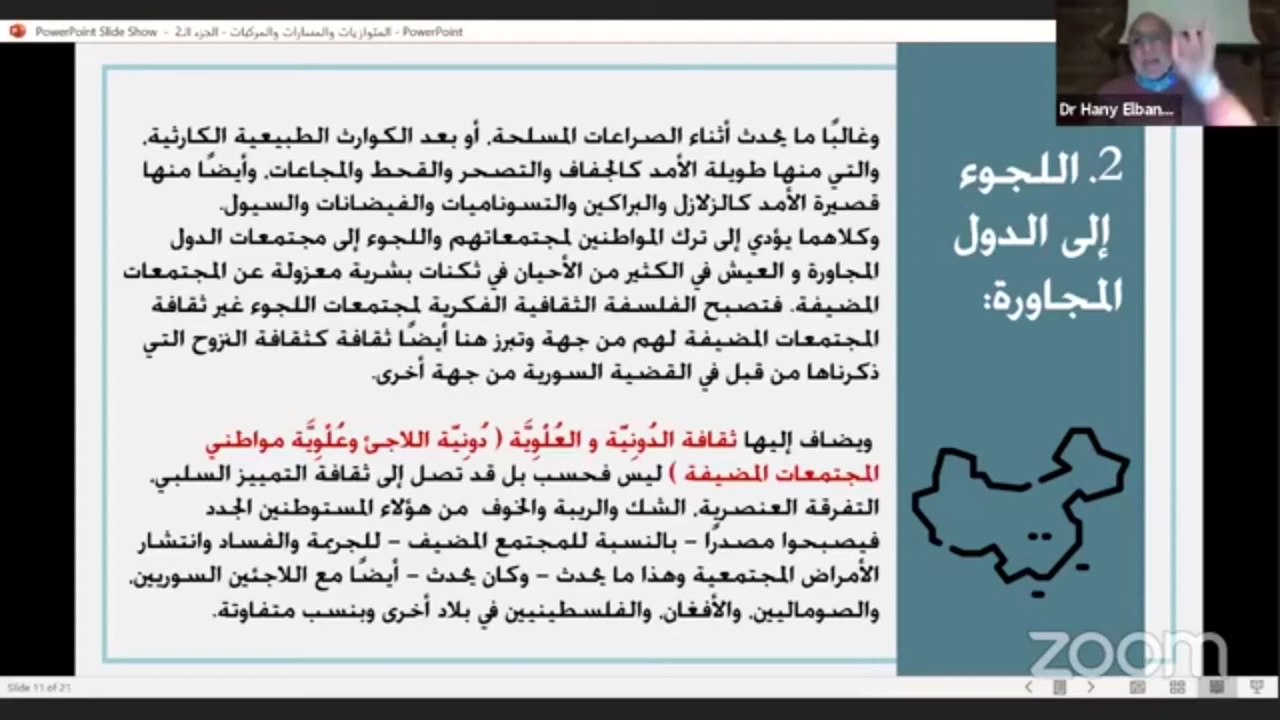 PowerPoint Slide Show - المتوازيات والمسارات والمركبات - الجزء الـ2 - PowerPoint
Dr Hany Elban...
2. اللجوء
إلى الدول
المجاورة:
وغالبًا ما يحدث أثناء الصراعات المسلحة، أو بعد الكوارث الطبيعية الكارثية،
والتي منها طويلة الأمد كالجفاف والتصحر والقحط والمجاعات، وأيضًا منها
قصيرة الأمد كالزلازل والبراكين والتسوناميات والفيضانات والسيول.
وكلاهما يؤدي إلى ترك المواطنين لمجتمعاتهم واللجوء إلى مجتمعات الدول
المجاورة و العيش في الكثير من الأحيان في ثكنات بشرية معزولة عن المجتمعات
المضيفة. فتصبح الفلسفة الثقافية الفكرية لمجتمعات اللجوء غير ثقافة
المجتمعات المضيفة لهم من جهة وتبرز هنا أيضًا ثقافة كثقافة النزوح التي
ذكرناها من قبل في القضية السورية من جهة أخرى.
ويضاف إليها ثقافة الدُونِيّة و العُلْوِيَّة ( دُونِيّة اللاجئ وعُلْوِيَّة مواطني
المجتمعات المضيفة ) ليس فحسب بل قد تصل إلى ثقافة التمييز السلبي،
التفرقة العنصرية، الشك والريبة والخوف من هؤلاء المستوطنين الجدد
فيصبحوا مصدرًا – بالنسبة للمجتمع المضيف – للجريمة والفساد وانتشار
الأمراض المجتمعية وهذا ما يحدث – وكان يحدث – أيضًا مع اللاجئين السوريين،
والصوماليين، والأفغان، والفلسطينيين في بلاد أخرى وبنسب متفاوتة.
zoom
Slide 11 of 21